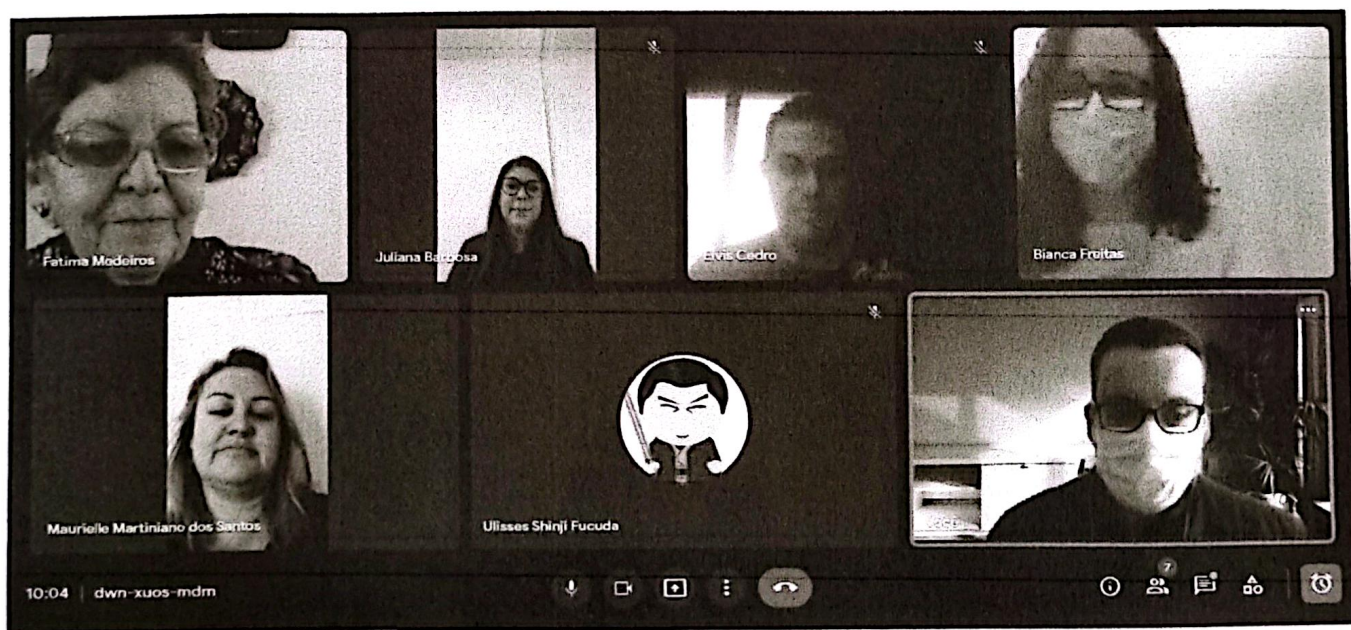 Fatima Medeiros
Juliana Barbosa
Elvis Cedro
Bianca Freitas
Maurielle Martiniano dos Santos
Ulisses Shinji Fucuda
7
10:04 | dwn-xuos-mdm